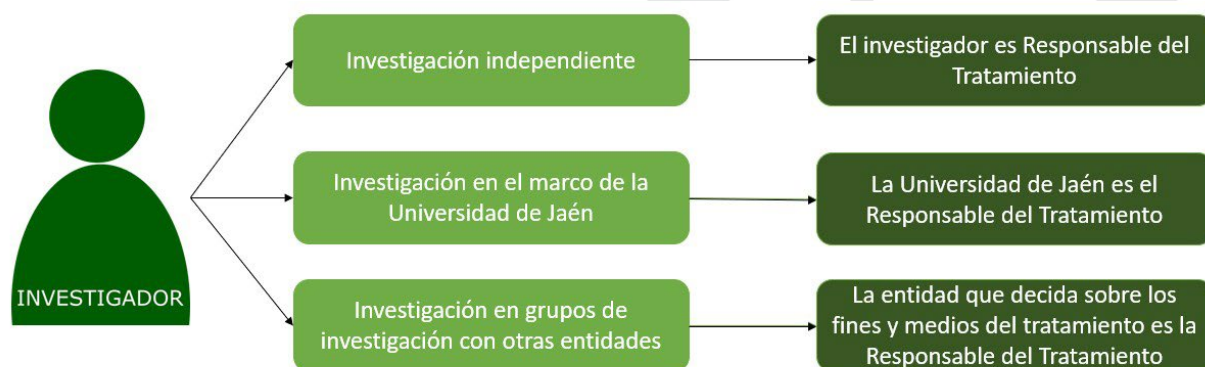 INVESTIGADOR
Investigación independiente
El investigador es Responsable del
Tratamiento
Investigación en el marco de la
Universidad de Jaén
La Universidad de Jaén es el
Responsable del Tratamiento
Investigación en grupos de
investigación con otras entidades
La entidad que decida sobre los
fines y medios del tratamiento es la
Responsable del Tratamiento